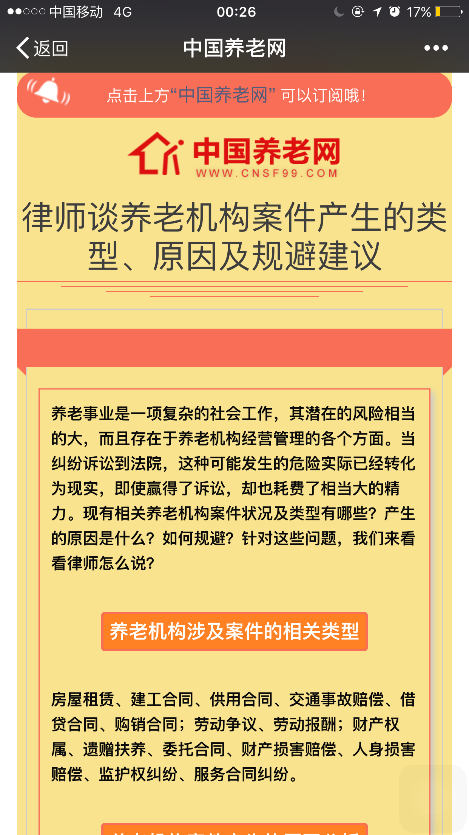 中国移动 4G 00:26 17%
返回 中国养老网
点击上方“中国养老网” 可以订阅哦！
中国养老网
WWW.CNSF99.COM
律师谈养老机构案件产生的类
型、原因及规避建议
养老事业是一项复杂的社会工作，其潜在的风险相当
的大，而且存在于养老机构经营管理的各个方面。当
纠纷诉讼到法院，这种可能发生的危险实际已经转化
为现实，即使赢得了诉讼，却也耗费了相当大的精
力。现有相关养老机构案件状况及类型有哪些？产生
的原因是什么？如何规避？针对这些问题，我们来看
看律师怎么说？
养老机构涉及案件的相关类型
房屋租赁、建工合同、供用合同、交通事故赔偿、借
贷合同、购销合同；劳动争议、劳动报酬；财产权
属、遗赠扶养、委托合同、财产损害赔偿、人身损害
赔偿、监护权纠纷、服务合同纠纷。